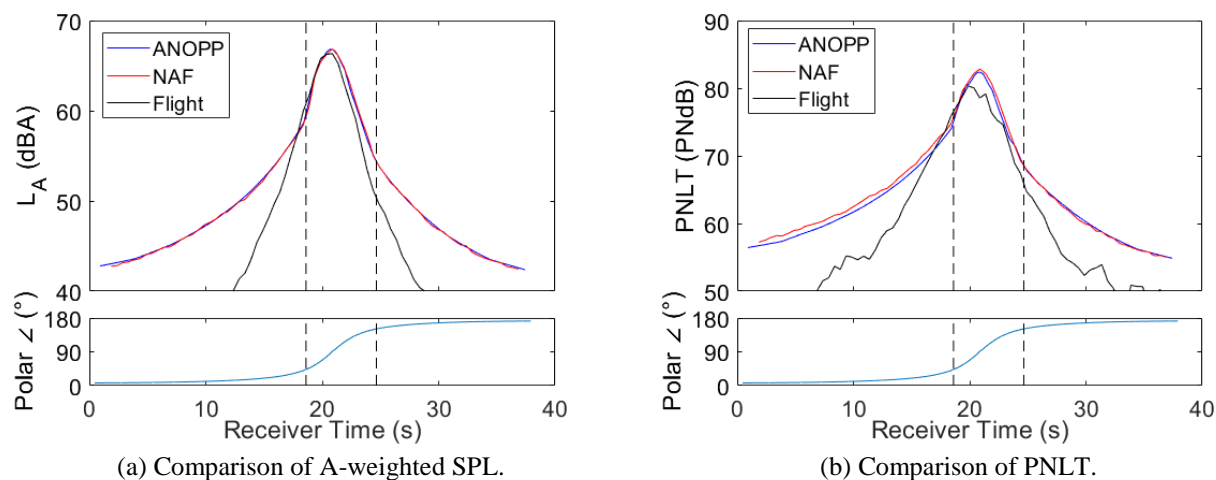 70
60
50
40
L_A (dBA)
ANOPP
NAF
Flight
180
90
0
Polar ∠ (°)
0 10 20 30 40
Receiver Time (s)
(a) Comparison of A-weighted SPL.
90
80
70
60
50
PNLT (PNdB)
ANOPP
NAF
Flight
180
90
0
Polar ∠ (°)
0 10 20 30 40
Receiver Time (s)
(b) Comparison of PNLT.